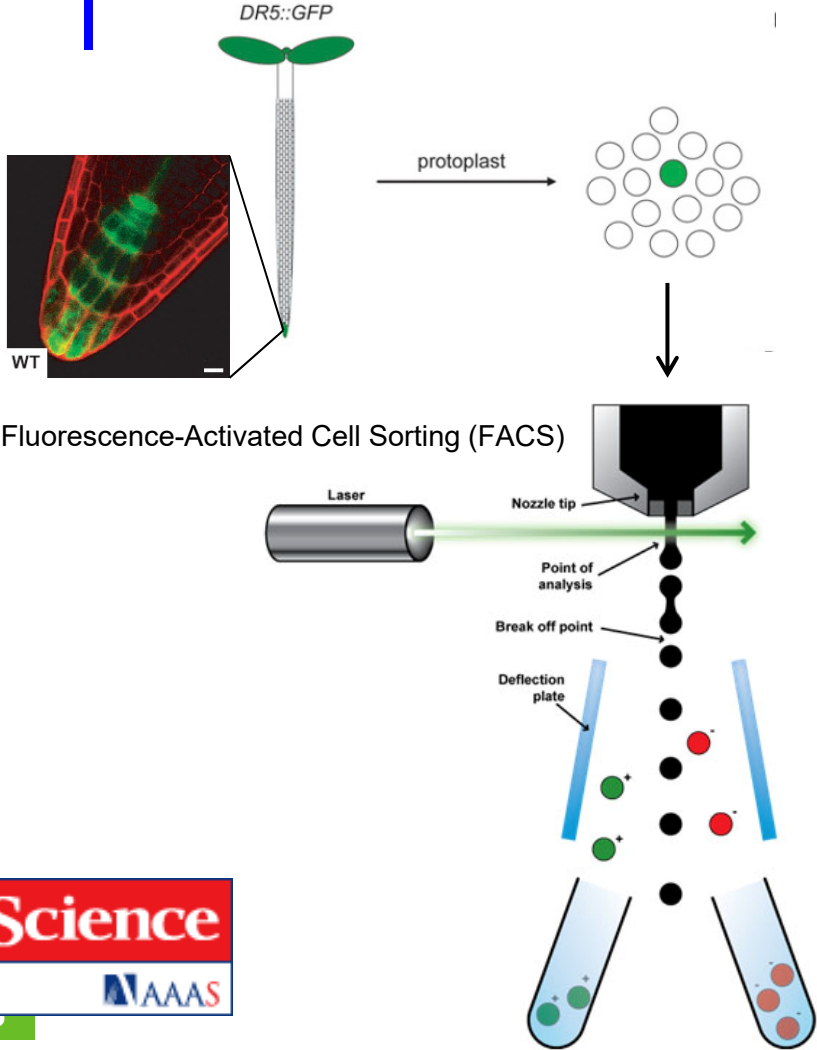 DR5::GFP
protoplast
WT
Fluorescence-Activated Cell Sorting (FACS)
Laser
Nozzle tip
Point of
analysis
Break off point
Deflection
plate
+
-
+
-
Science
AAAS
+
+
-
-
-